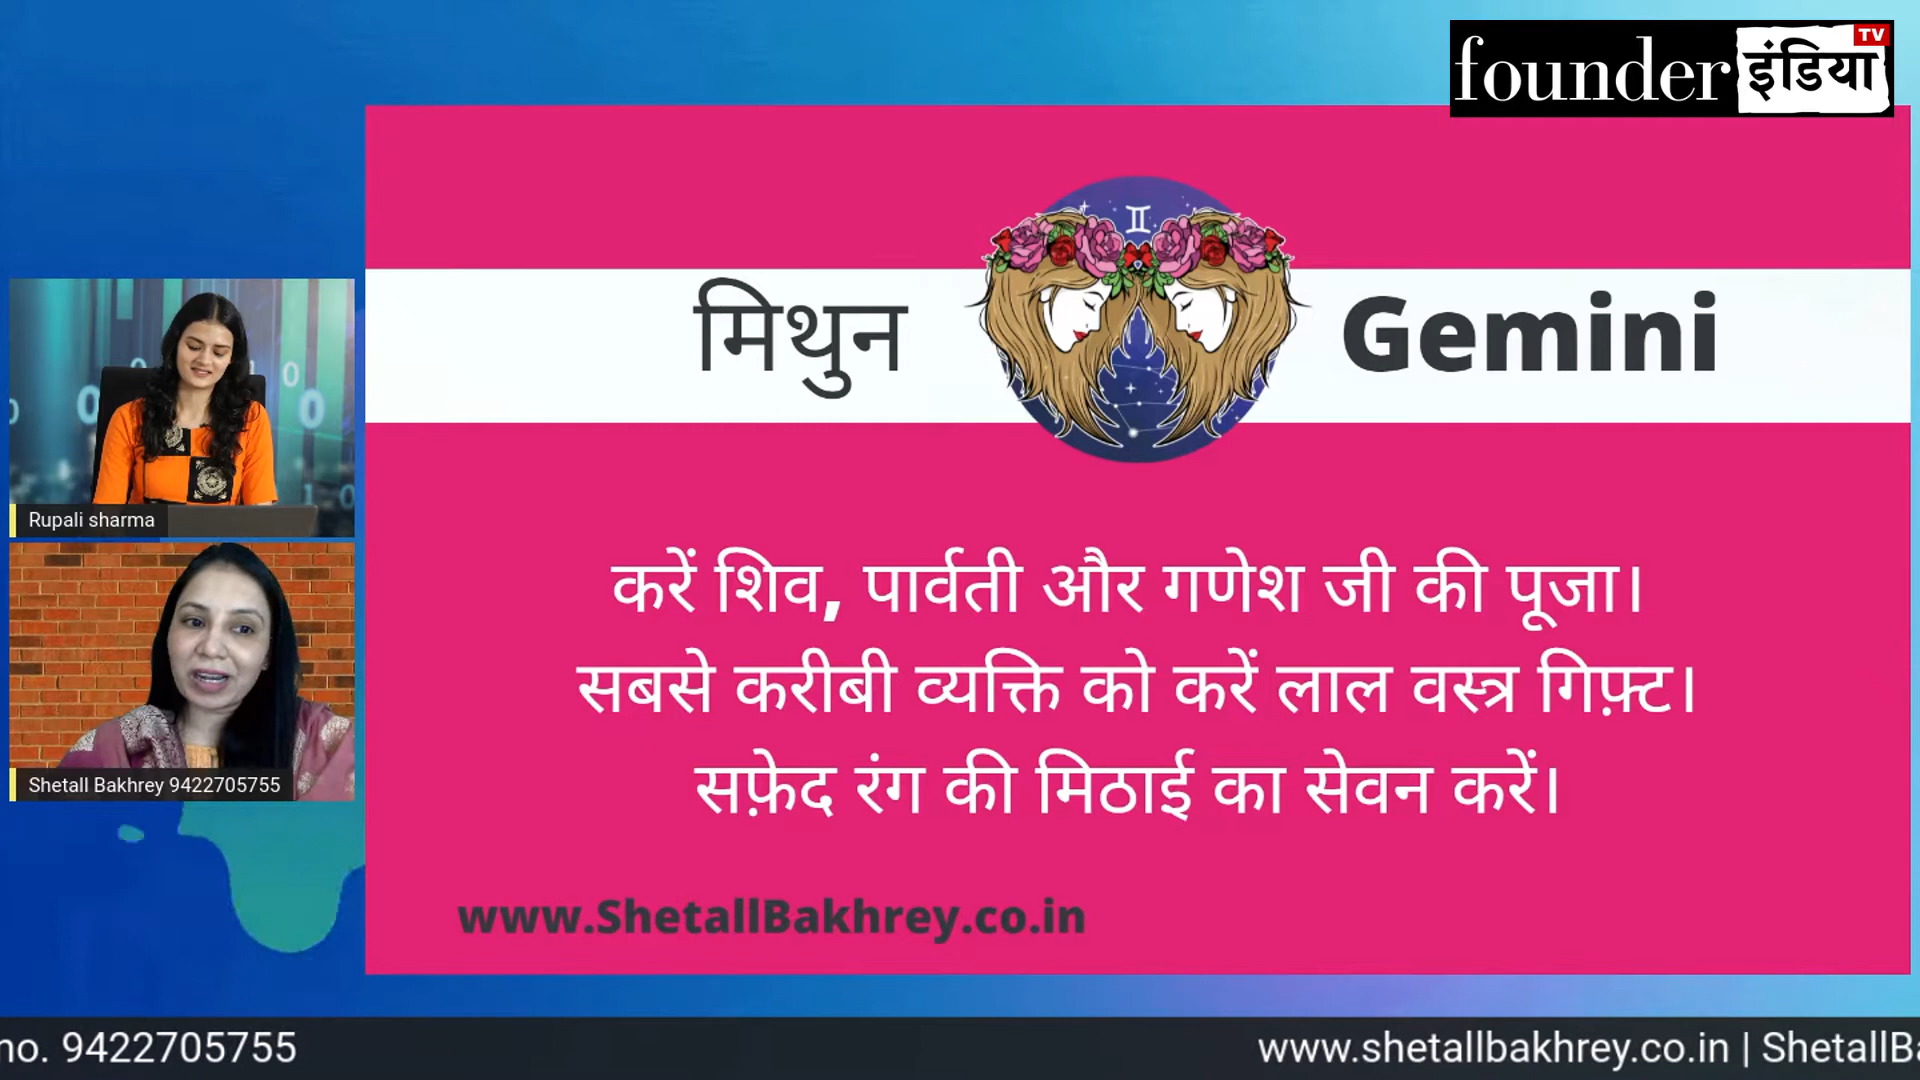 founder इंडिया TV
मिथुन Gemini
करें शिव, पार्वती और गणेश जी की पूजा।
सबसे करीबी व्यक्ति को करें लाल वस्त्र गिफ़्ट।
सफ़ेद रंग की मिठाई का सेवन करें।
www.ShetallBakhrey.co.in
Rupali sharma
Shetall Bakhrey 9422705755
no. 9422705755 www.shetallbakhrey.co.in | ShetallBa